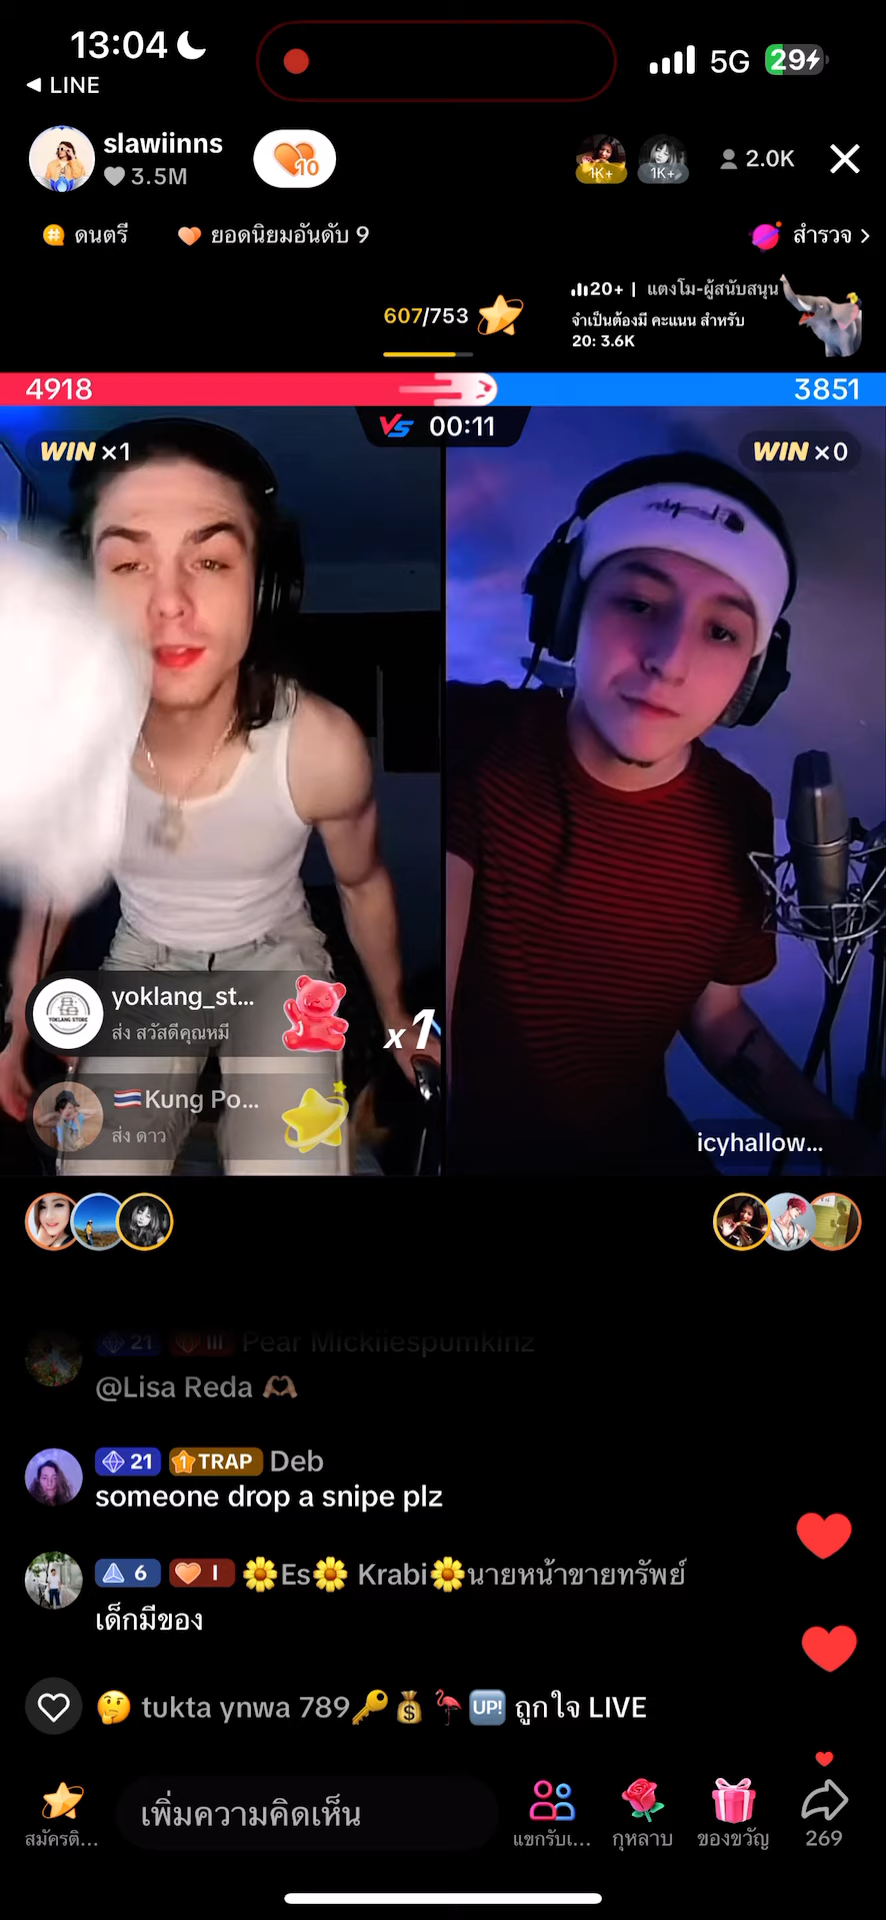 13:04
5G 29
◀ LINE
slawiinns
3.5M
10
1K+
1K+
2.0K
ดนตรี
ยอดนิยมอันดับ 9
สำรวจ >
607/753
20+ | แตงโม-ผู้สนับสนุน
จำเป็นต้องมี คะแนน สำหรับ
20: 3.6K
4918
3851
VS 00:11
WIN x1
WIN x0
yoklang_st...
ส่ง สวัสดีคุณหมี
x1
YOKLANG STORE
🇹🇭Kung Po...
ส่ง ดาว
icyhallow...
21 III Pear Mickiiespumkinz
@Lisa Reda 🫶🏽
21 1 TRAP Deb
someone drop a snipe plz
6 I 🌼Es🌼 Krabi🌼นายหน้าขายทรัพย์
เด็กมีของ
🤔 tukta ynwa 789🔑💰🦩🆙 ถูกใจ LIVE
เพิ่มความคิดเห็น
สมัครติ...
แขกรับเ...
กุหลาบ
ของขวัญ
269